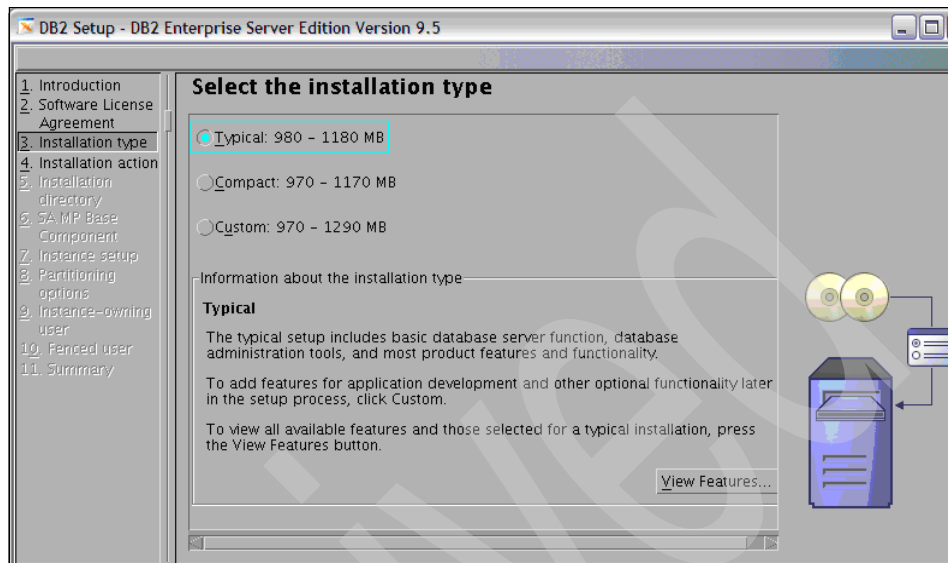 DB2 Setup - DB2 Enterprise Server Edition Version 9.5
1. Introduction
2. Software License
Agreement
3. Installation type
4. Installation action
5. Installation
directory
6. SA MP Base
Component
7. Instance setup
8. Partitioning
options
9. Instance-owning
user
10. Fenced user
11. Summary
Select the installation type
Typical: 980 - 1180 MB
Compact: 970 - 1170 MB
Custom: 970 - 1290 MB
Information about the installation type
Typical
The typical setup includes basic database server function, database
administration tools, and most product features and functionality.
To add features for application development and other optional functionality later
in the setup process, click Custom.
To view all available features and those selected for a typical installation, press
the View Features button.
View Features...